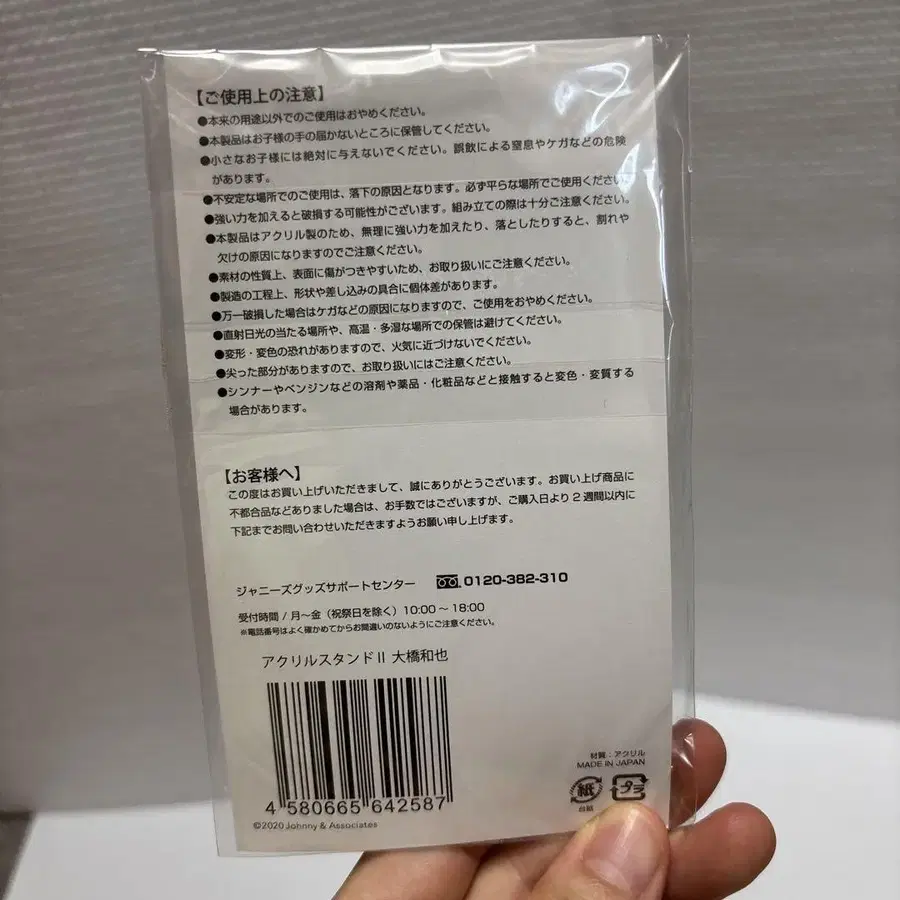 【ご使用上の注意】
●本来の用途以外でのご使用はおやめください。
●本製品はお子様の手の届かないところに保管してください。
●小さなお子様には絶対に与えないでください。誤飲による窒息やケガなどの危険
があります。
●不安定な場所でのご使用は、落下の原因となります。必ず平らな場所でご使用ください。
●強い力を加えると破損する可能性がございます。組み立ての際は十分ご注意ください。
●本製品はアクリル製のため、無理に強い力を加えたり、落としたりすると、割れや
欠けの原因になりますのでご注意ください。
●素材の性質上、表面に傷がつきやすいため、お取り扱いにご注意ください。
●製造の工程上、形状や差し込みの具合に個体差があります。
●万一破損した場合はケガなどの原因になりますので、ご使用をおやめください。
●直射日光の当たる場所や、高温・多湿な場所での保管は避けてください。
●変形・変色の恐れがありますので、火気に近づけないでください。
●尖った部分がありますので、お取り扱いにはご注意ください。
●シンナーやベンジンなどの溶剤や薬品・化粧品などと接触すると変色・変質する
場合があります。
【お客様へ】
この度はお買い上げいただきまして、誠にありがとうございます。お買い上げ商品に
不都合品などありました場合は、お手数ではございますが、ご購入日より2週間以内に
下記までお問い合わせいただきますようお願い申し上げます。
ジャニーズグッズサポートセンター 0120-382-310
受付時間 / 月～金（祝祭日を除く）10:00～18:00
※電話番号はよく確かめてからお間違いのないようにご注意ください。
アクリルスタンドⅡ 大橋和也
4 580665 642587
©2020 Johnny & Associates
材質：アクリル
MADE IN JAPAN
紙 プラ
台紙